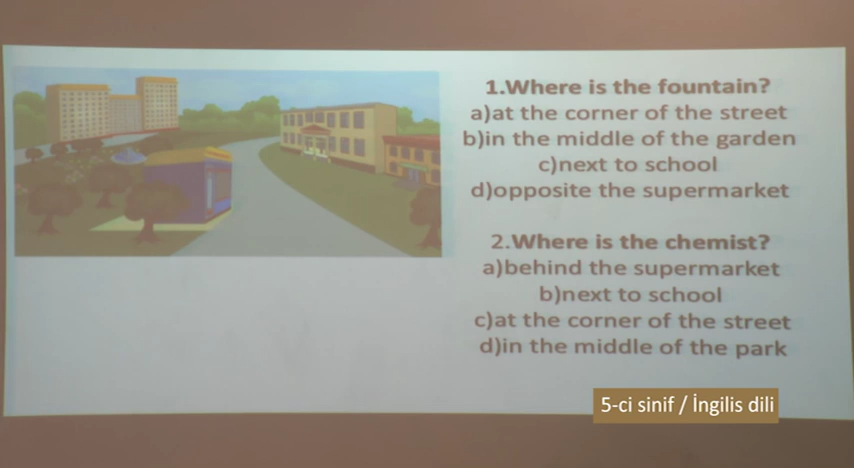 1.Where is the fountain?
a)at the corner of the street
b)in the middle of the garden
c)next to school
d)opposite the supermarket
2.Where is the chemist?
a)behind the supermarket
b)next to school
c)at the corner of the street
d)in the middle of the park
5-ci sinif / İngilis dili